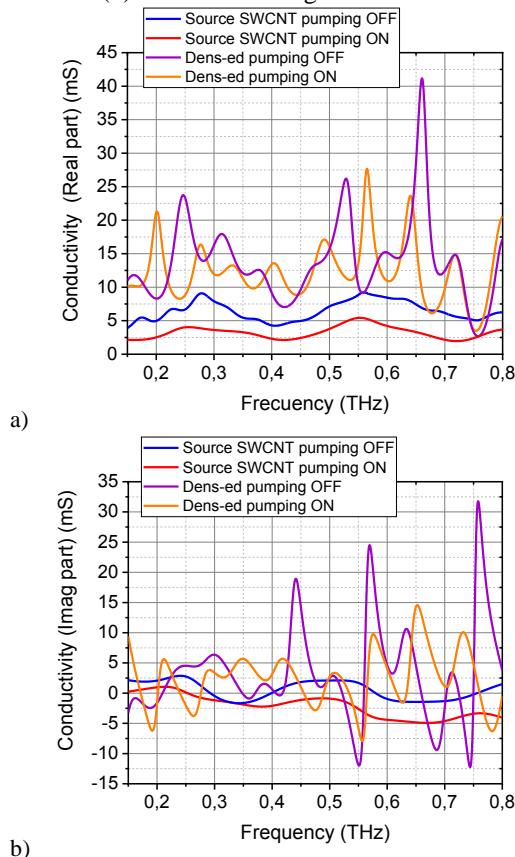 Source SWCNT pumping OFF
Source SWCNT pumping ON
Dens-ed pumping OFF
Dens-ed pumping ON
Conductivity (Real part) (mS)
45
40
35
30
25
20
15
10
5
0
0,2 0,3 0,4 0,5 0,6 0,7 0,8
Frecuency (THz)
a)
Source SWCNT pumping OFF
Source SWCNT pumping ON
Dens-ed pumping OFF
Dens-ed pumping ON
Conductivity (Imag part) (mS)
35
30
25
20
15
10
5
0
-5
-10
-15
0,2 0,3 0,4 0,5 0,6 0,7 0,8
Frequency (THz)
b)